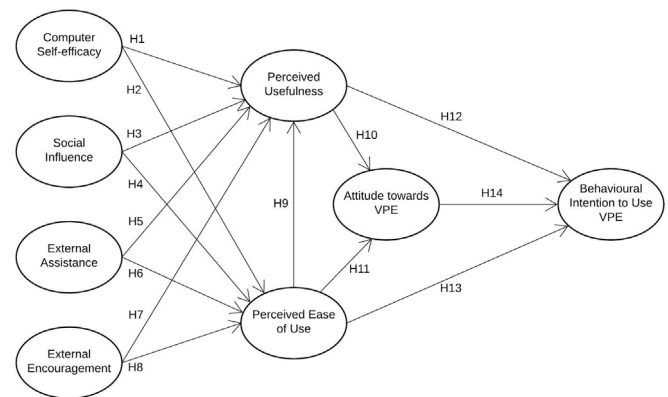 Computer
Self-efficacy
H1
H2
Social
Influence
H3
H4
External
Assistance
H5
H6
External
Encouragement
H7
H8
Perceived
Usefulness
H9
Perceived Ease
of Use
H10
H11
Attitude towards
VPE
H12
H14
H13
Behavioural
Intention to Use
VPE